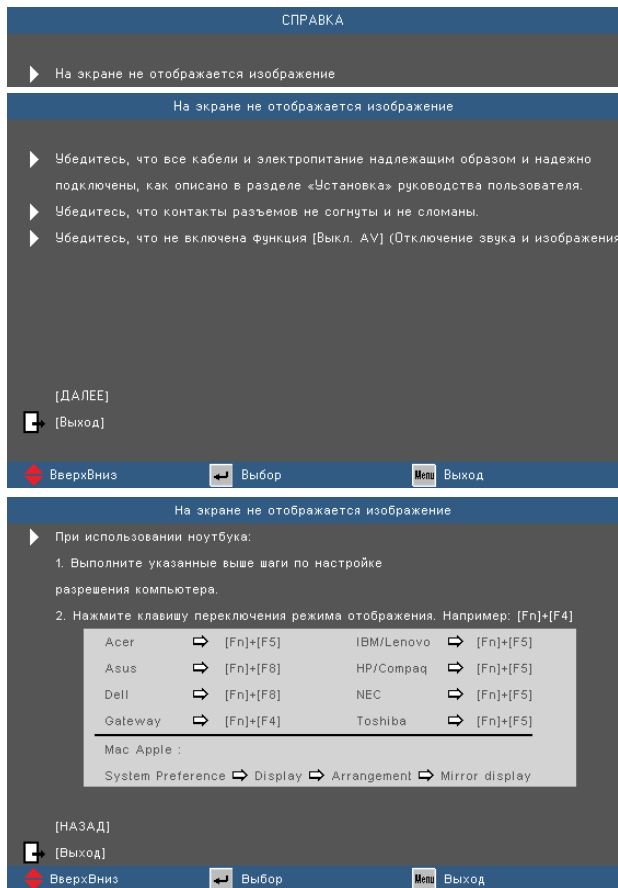 СПРАВКА
На экране не отображается изображение
На экране не отображается изображение
Убедитесь, что все кабели и электропитание надлежащим образом и надежно
подключены, как описано в разделе «Установка» руководства пользователя.
Убедитесь, что контакты разъемов не согнуты и не сломаны.
Убедитесь, что не включена функция [Выкл. AV] (Отключение звука и изображения
[ДАЛЕЕ]
[Выход]
ВверхВниз Выбор Menu Выход
На экране не отображается изображение
При использовании ноутбука:
1. Выполните указанные выше шаги по настройке
разрешения компьютера.
2. Нажмите клавишу переключения режима отображения. Например: [Fn]+[F4]
Acer ⇨ [Fn]+[F5] IBM/Lenovo ⇨ [Fn]+[F5]
Asus ⇨ [Fn]+[F8] HP/Compaq ⇨ [Fn]+[F5]
Dell ⇨ [Fn]+[F8] NEC ⇨ [Fn]+[F5]
Gateway ⇨ [Fn]+[F4] Toshiba ⇨ [Fn]+[F5]
Mac Apple :
System Preference ⇨ Display ⇨ Arrangement ⇨ Mirror display
[НАЗАД]
[Выход]
ВверхВниз Выбор Menu Выход